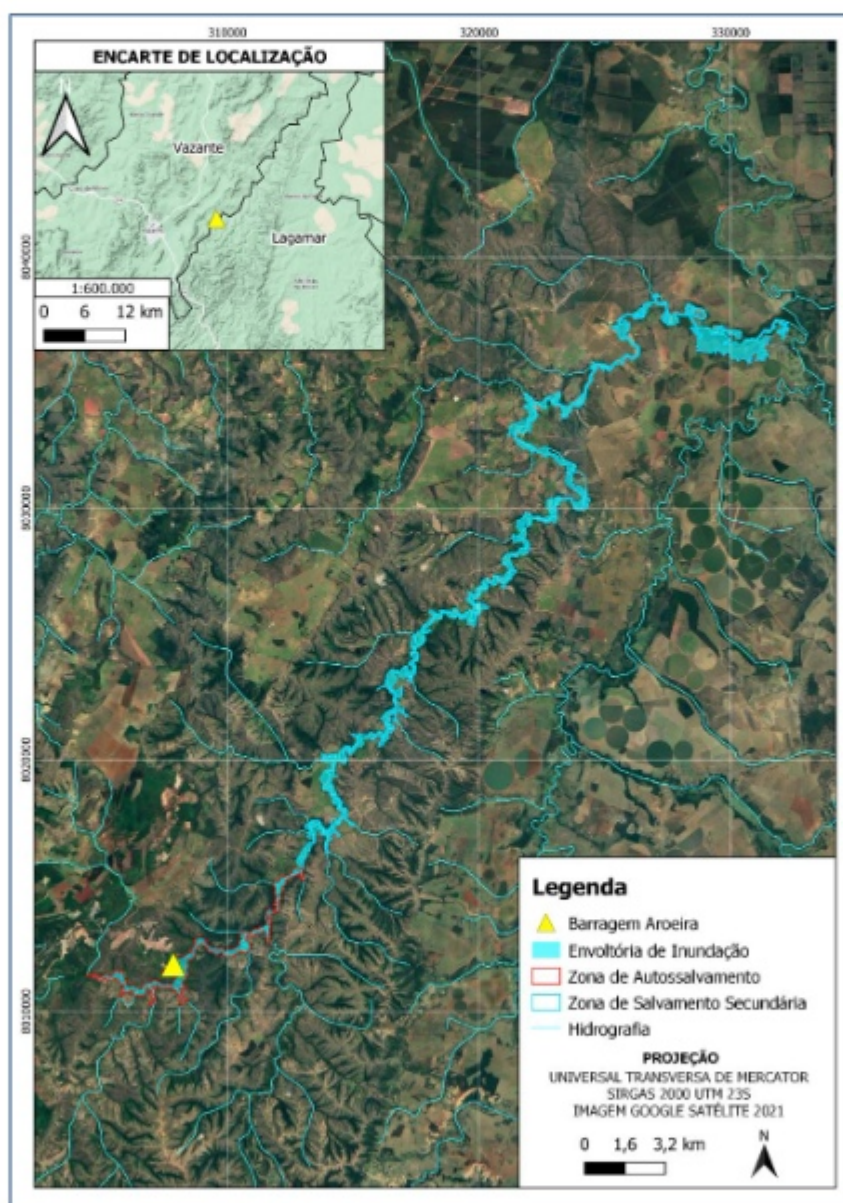 310000
320000
330000
ENCARTE DE LOCALIZAÇÃO
N
Vazante
Lagamar
1:600.000
0 6 12 km
8040000
8030000
8020000
8010000
Legenda
Barragem Aroeira
Envoltória de Inundação
Zona de Autossalvamento
Zona de Salvamento Secundária
Hidrografia
PROJEÇÃO
UNIVERSAL TRANSVERSA DE MERCATOR
SIRGAS 2000 UTM 23S
IMAGEM GOOGLE SATÉLITE 2021
0 1,6 3,2 km
N